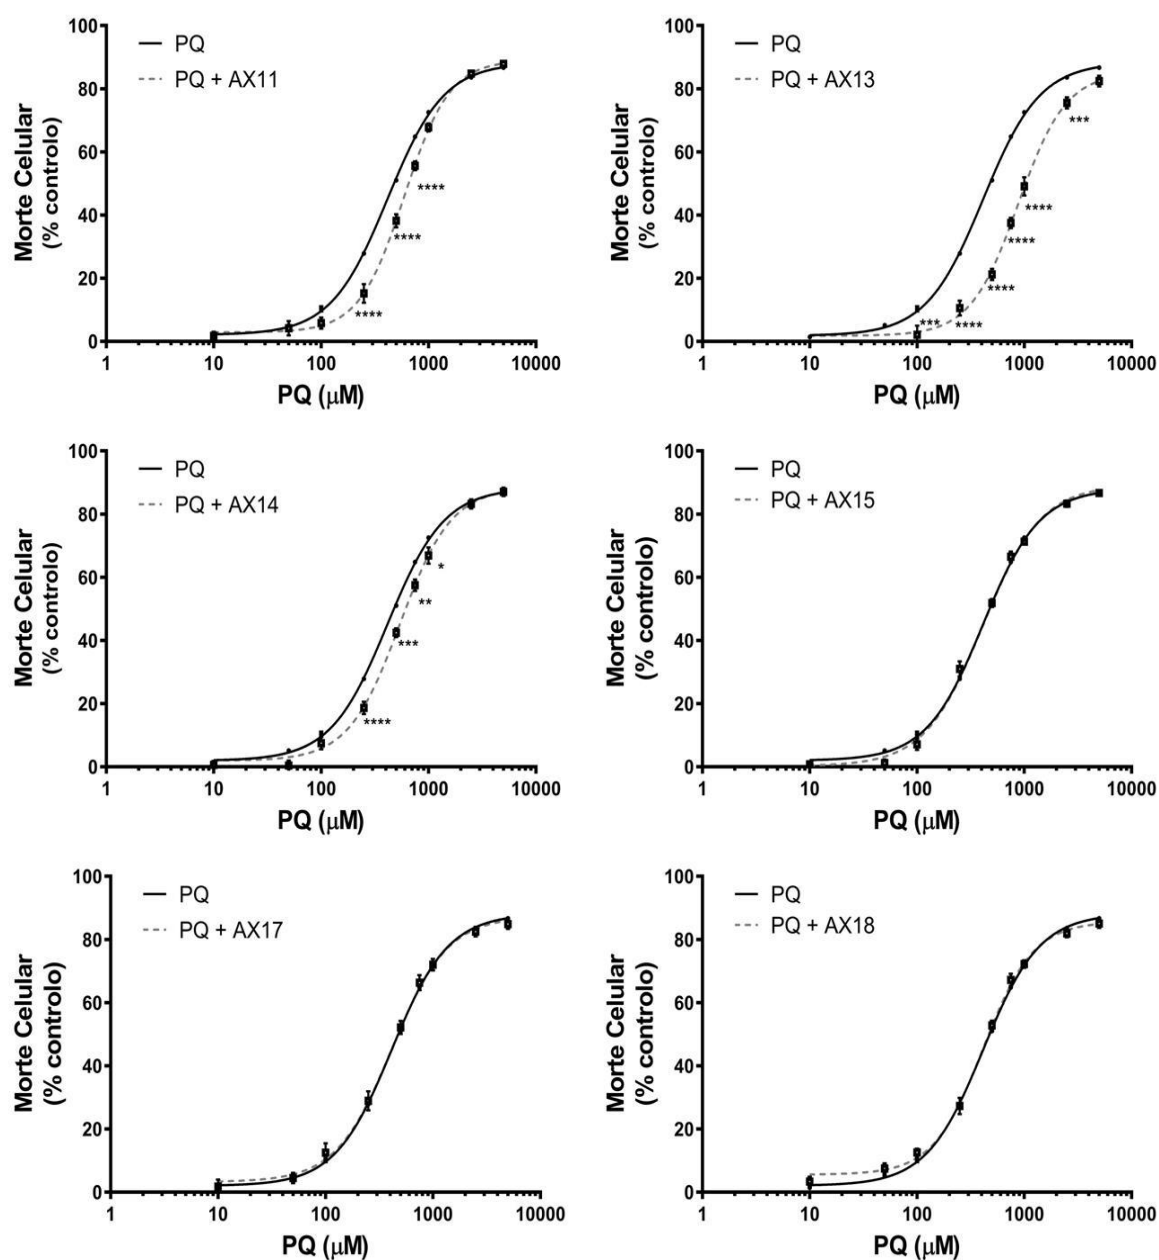 100
80
60
40
20
0
Morte Celular
(% controlo)
PQ
PQ + AX11
****
****
****
1
10
100
1000
10000
PQ (μM)
100
80
60
40
20
0
Morte Celular
(% controlo)
PQ
PQ + AX13
***
****
****
****
****
***
1
10
100
1000
10000
PQ (μM)
100
80
60
40
20
0
Morte Celular
(% controlo)
PQ
PQ + AX14
*
**
***
****
1
10
100
1000
10000
PQ (μM)
100
80
60
40
20
0
Morte Celular
(% controlo)
PQ
PQ + AX15
1
10
100
1000
10000
PQ (μM)
100
80
60
40
20
0
Morte Celular
(% controlo)
PQ
PQ + AX17
1
10
100
1000
10000
PQ (μM)
100
80
60
40
20
0
Morte Celular
(% controlo)
PQ
PQ + AX18
1
10
100
1000
10000
PQ (μM)